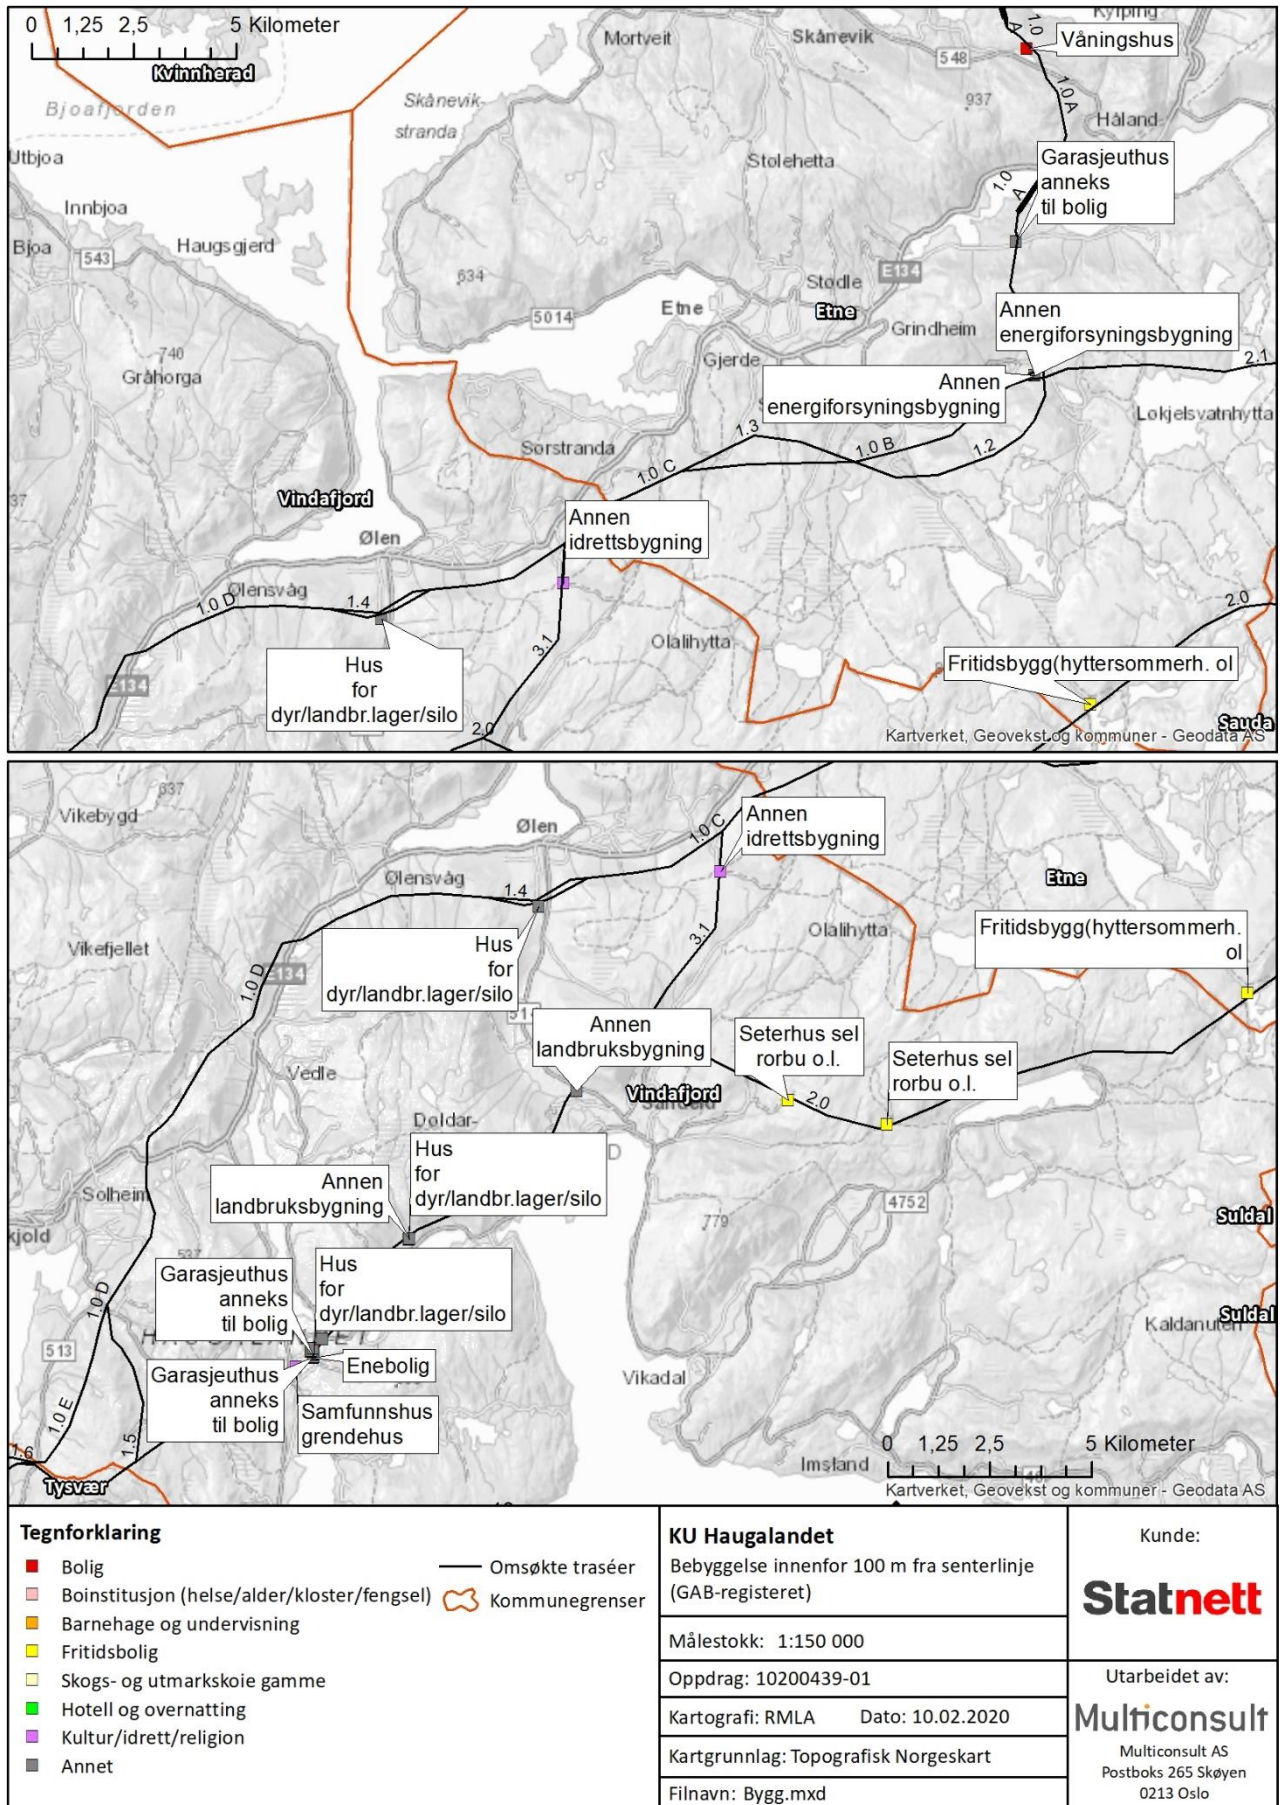 0 1,25 2,5 5 Kilometer
Kvinnherad
Bjoafjorden
Utbjoa
Innbjoa
Bjoa
543
Haugsgjerd
740
Gråhorga
Mortveit
Skånevik-
stranda
Skånevik
548
937
Kyrping
1.0
A
Våningshus
1.0 A
Håland
Stølehetta
Garasjeuthus
anneks
til bolig
1.0
A
634
5014
Etne
Stødle
E134
Etne
Grindheim
Gjerde
Annen
energiforsyningsbygning
Annen
energiforsyningsbygning
2.1
Løkjelsvatnhytta
1.3
1.0 B
1.2
1.0 C
Sørstranda
37
Vindafjord
Ølen
Annen
idrettsbygning
Ølensvåg
1.0 D
1.4
3.1
Olalihytta
2.0
E134
Hus
for
dyr/landbr.lager/silo
2.0
Fritidsbygg(hyttersommerh. ol
Sauda
Kartverket, Geovekst og kommuner - Geodata AS
Vikebygd
637
Ølen
1.0 C
Annen
idrettsbygning
Ølensvåg
1.4
Etne
Vikefjellet
3.1
Olalihytta
Fritidsbygg(hyttersommerh.
ol
E134
1.0 D
Hus
for
dyr/landbr.lager/silo
514
Annen
landbruksbygning
Seterhus sel
rorbu o.l.
Seterhus sel
rorbu o.l.
Vedle
Vindafjord
Sandeid
2.0
Døldar-
Hus
for
dyr/landbr.lager/silo
D
Annen
landbruksbygning
Solheim
4752
779
Suldal
kjold
537
Garasjeuthus
anneks
til bolig
Hus
for
dyr/landbr.lager/silo
1.0 D
Suldal
Kaldanuten
513
Enebolig
Garasjeuthus
anneks
til bolig
Vikadal
Samfunnshus
grendehus
1.0 E
1.5
1.6
Tysvær
0 1,25 2,5 5 Kilometer
Imsland
46
Kartverket, Geovekst og kommuner - Geodata AS
Tegnforklaring
Bolig
Boinstitusjon (helse/alder/kloster/fengsel)
Barnehage og undervisning
Fritidsbolig
Skogs- og utmarkskoie gamme
Hotell og overnatting
Kultur/idrett/religion
Annet
Omsøkte traséer
Kommunegrenser
KU Haugalandet
Bebyggelse innenfor 100 m fra senterlinje
(GAB-registeret)
Målestokk: 1:150 000
Oppdrag: 10200439-01
Kartografi: RMLA Dato: 10.02.2020
Kartgrunnlag: Topografisk Norgeskart
Filnavn: Bygg.mxd
Kunde:
Statnett
Utarbeidet av:
Multiconsult
Multiconsult AS
Postboks 265 Skøyen
0213 Oslo